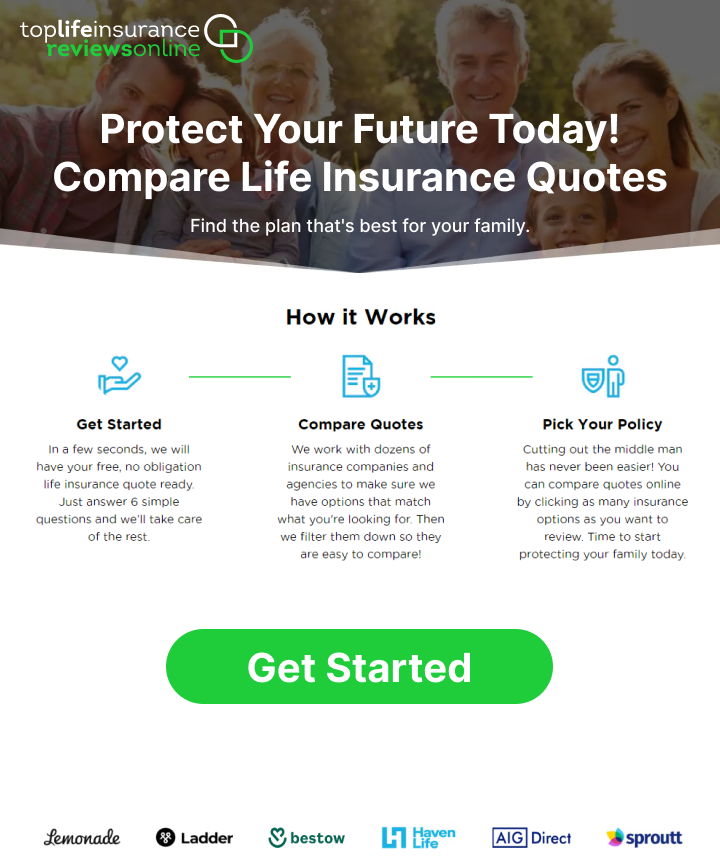 toplifeinsurance
reviewsonline
Protect Your Future Today!
Compare Life Insurance Quotes
Find the plan that's best for your family.
How it Works
Get Started
In a few seconds, we will
have your free, no obligation
life insurance quote ready.
Just answer 6 simple
questions and we'll take care
of the rest.
Compare Quotes
We work with dozens of
insurance companies and
agencies to make sure we
have options that match
what you're looking for. Then
we filter them down so they
are easy to compare!
Pick Your Policy
Cutting out the middle man
has never been easier! You
can compare quotes online
by clicking as many insurance
options as you want to
review. Time to start
protecting your family today.
Get Started
Lemonade
Ladder
bestow
Haven
Life
AIG Direct
sproutt